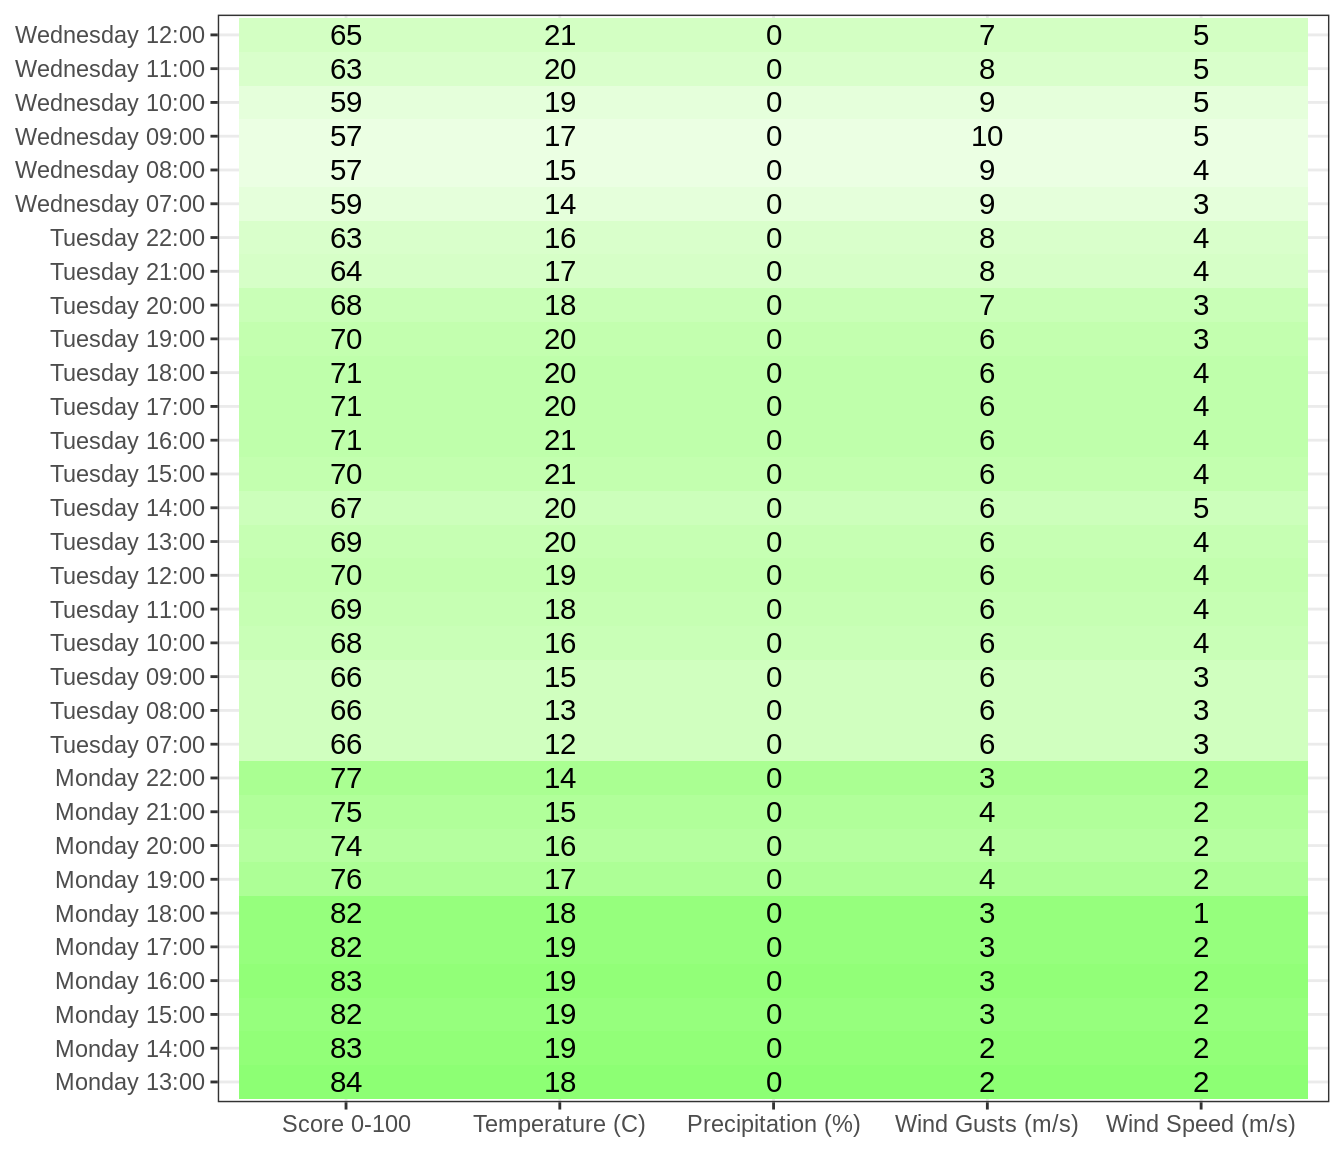 Wednesday 12:00 65 21 0 7 5
Wednesday 11:00 63 20 0 8 5
Wednesday 10:00 59 19 0 9 5
Wednesday 09:00 57 17 0 10 5
Wednesday 08:00 57 15 0 9 4
Wednesday 07:00 59 14 0 9 3
Tuesday 22:00 63 16 0 8 4
Tuesday 21:00 64 17 0 8 4
Tuesday 20:00 68 18 0 7 3
Tuesday 19:00 70 20 0 6 3
Tuesday 18:00 71 20 0 6 4
Tuesday 17:00 71 20 0 6 4
Tuesday 16:00 71 21 0 6 4
Tuesday 15:00 70 21 0 6 4
Tuesday 14:00 67 20 0 6 5
Tuesday 13:00 69 20 0 6 4
Tuesday 12:00 70 19 0 6 4
Tuesday 11:00 69 18 0 6 4
Tuesday 10:00 68 16 0 6 4
Tuesday 09:00 66 15 0 6 3
Tuesday 08:00 66 13 0 6 3
Tuesday 07:00 66 12 0 6 3
Monday 22:00 77 14 0 3 2
Monday 21:00 75 15 0 4 2
Monday 20:00 74 16 0 4 2
Monday 19:00 76 17 0 4 2
Monday 18:00 82 18 0 3 1
Monday 17:00 82 19 0 3 2
Monday 16:00 83 19 0 3 2
Monday 15:00 82 19 0 3 2
Monday 14:00 83 19 0 2 2
Monday 13:00 84 18 0 2 2
Score 0-100 Temperature (C) Precipitation (%) Wind Gusts (m/s) Wind Speed (m/s)